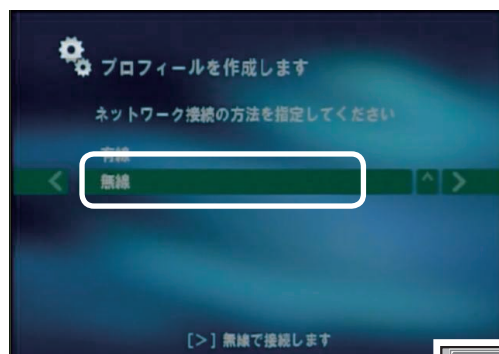 プロフィールを作成します
ネットワーク接続の方法を指定してください
有線
無線
[>] 無線で接続します